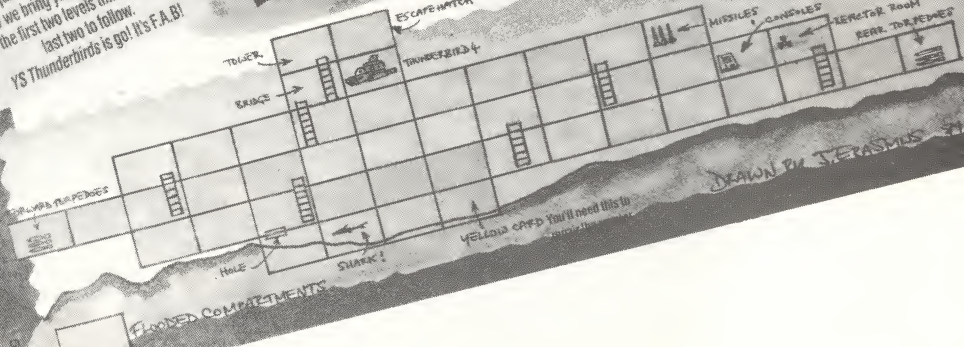 we bring y
the first two levels
last two to follow.
YS Thunderbirds is go! It's F.A.B!
ESCAPE HATCH
TOWER
THUNDERBIRD 4
BRIDGE
MISSILES
CONSOLES
REACTOR ROOM
REAR TORPEDOES
FORWARD TORPEDOES
HOLE
SHARK!
YELLOW CARD You'll need this to
DRAWN BY J. ERASMUS
FLOODED COMPARTMENTS